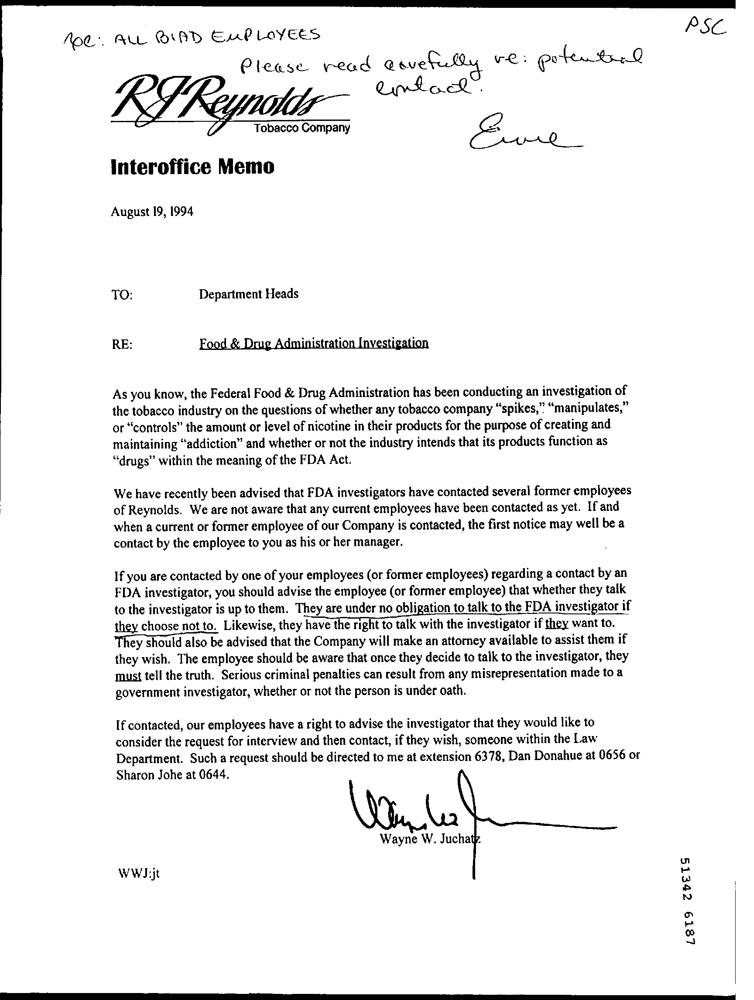 PSC
ALL BIAD EMPLOYEES
Please read carefully re: potential
contact.
Ernie
RJReynolds
Tobacco Company
Interoffice Memo
August 19, 1994
TO: Department Heads
RE: Food & Drug Administration Investigation
As you know, the Federal Food & Drug Administration has been conducting an investigation of
the tobacco industry on the questions of whether any tobacco company “spikes,” “manipulates,”
or “controls” the amount or level of nicotine in their products for the purpose of creating and
maintaining “addiction” and whether or not the industry intends that its products function as
“drugs” within the meaning of the FDA Act.
We have recently been advised that FDA investigators have contacted several former employees
of Reynolds. We are not aware that any current employees have been contacted as yet. If and
when a current or former employee of our Company is contacted, the first notice may well be a
contact by the employee to you as his or her manager.
If you are contacted by one of your employees (or former employees) regarding a contact by an
FDA investigator, you should advise the employee (or former employee) that whether they talk
to the investigator is up to them. They are under no obligation to talk to the FDA investigator if
they choose not to. Likewise, they have the right to talk with the investigator if they want to.
They should also be advised that the Company will make an attorney available to assist them if
they wish. The employee should be aware that once they decide to talk to the investigator, they
must tell the truth. Serious criminal penalties can result from any misrepresentation made to a
government investigator, whether or not the person is under oath.
If contacted, our employees have a right to advise the investigator that they would like to
consider the request for interview and then contact, if they wish, someone within the Law
Department. Such a request should be directed to me at extension 6378, Dan Donahue at 0656 or
Sharon Johe at 0644.
Wayne W. Juchatz
WWJ:jt
51342 6187